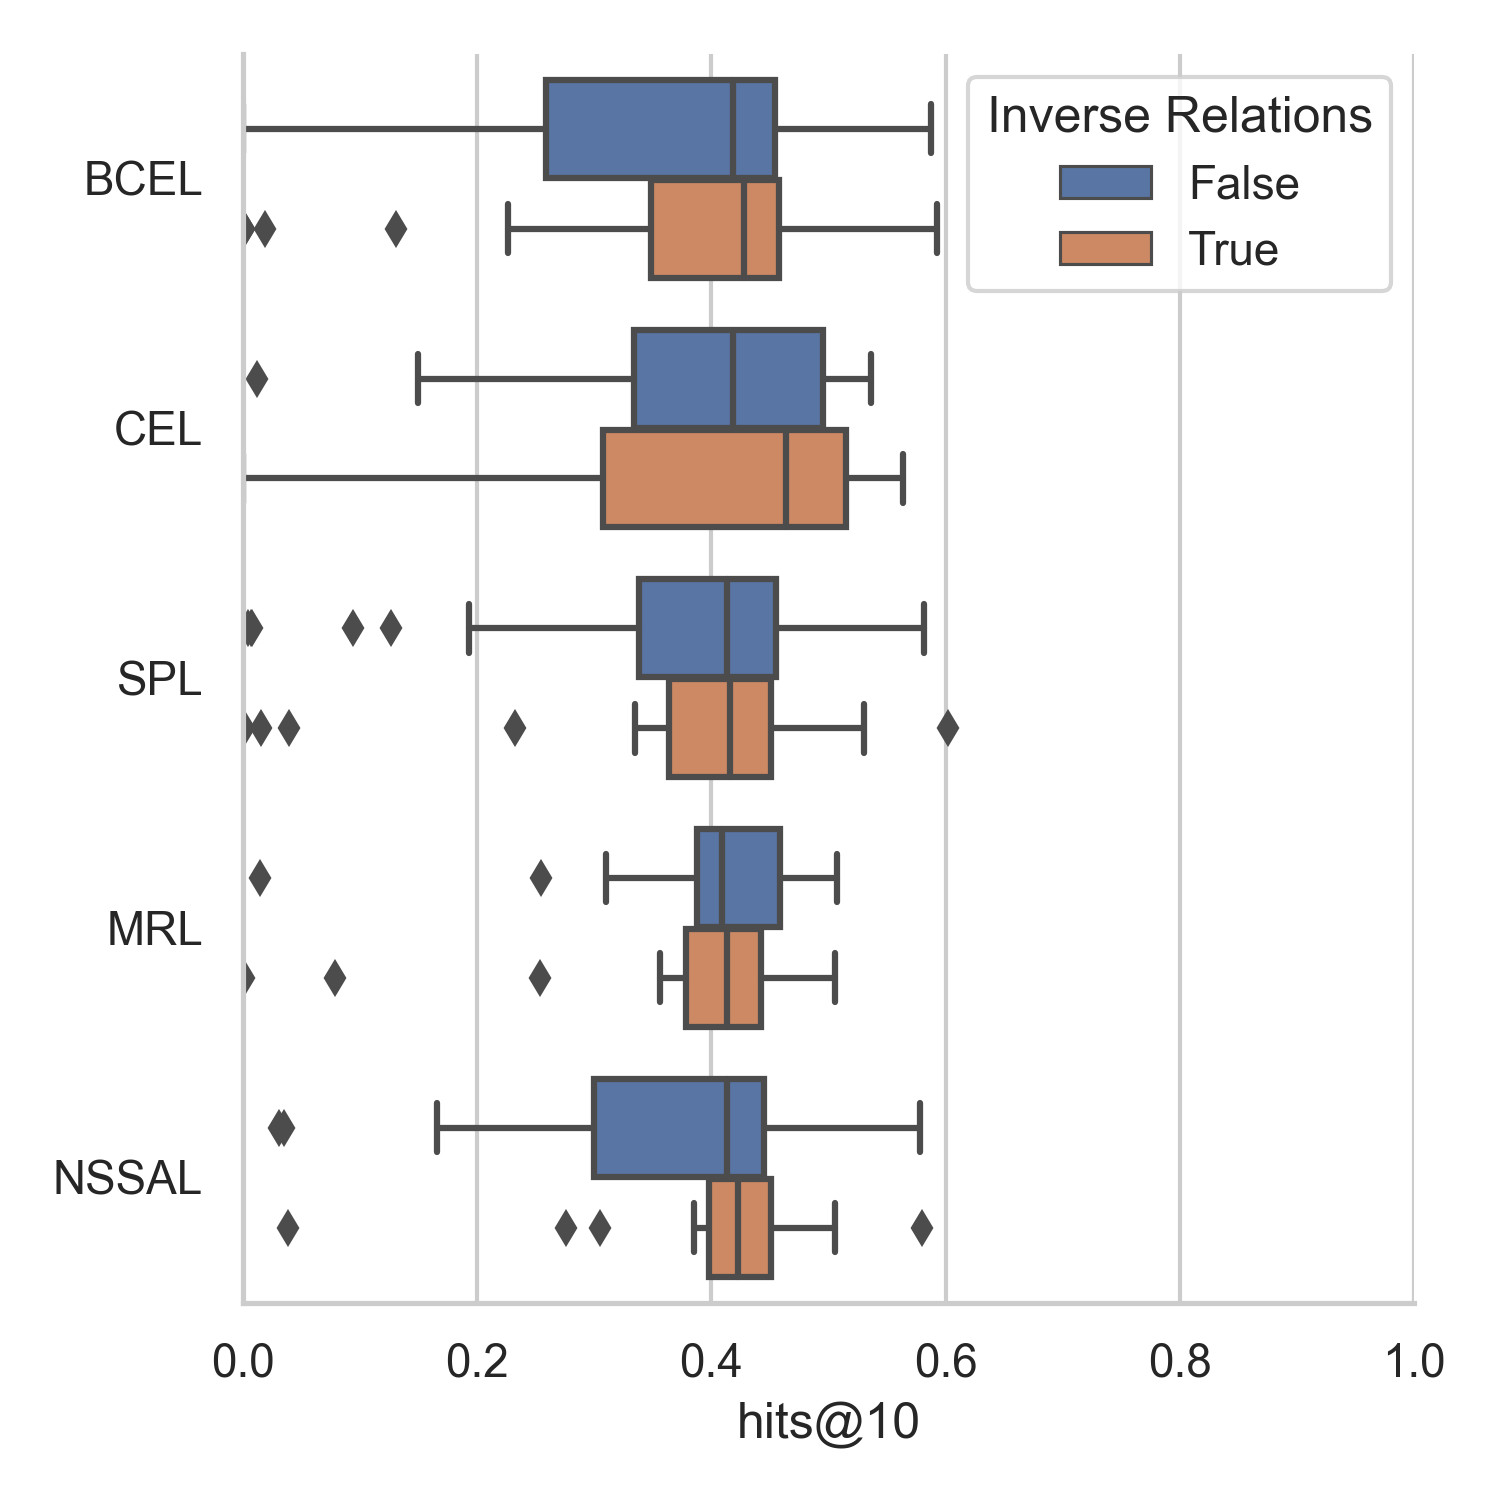 Inverse Relations
False
True
BCEL
CEL
SPL
MRL
NSSAL
0.0 0.2 0.4 0.6 0.8 1.0
hits@10